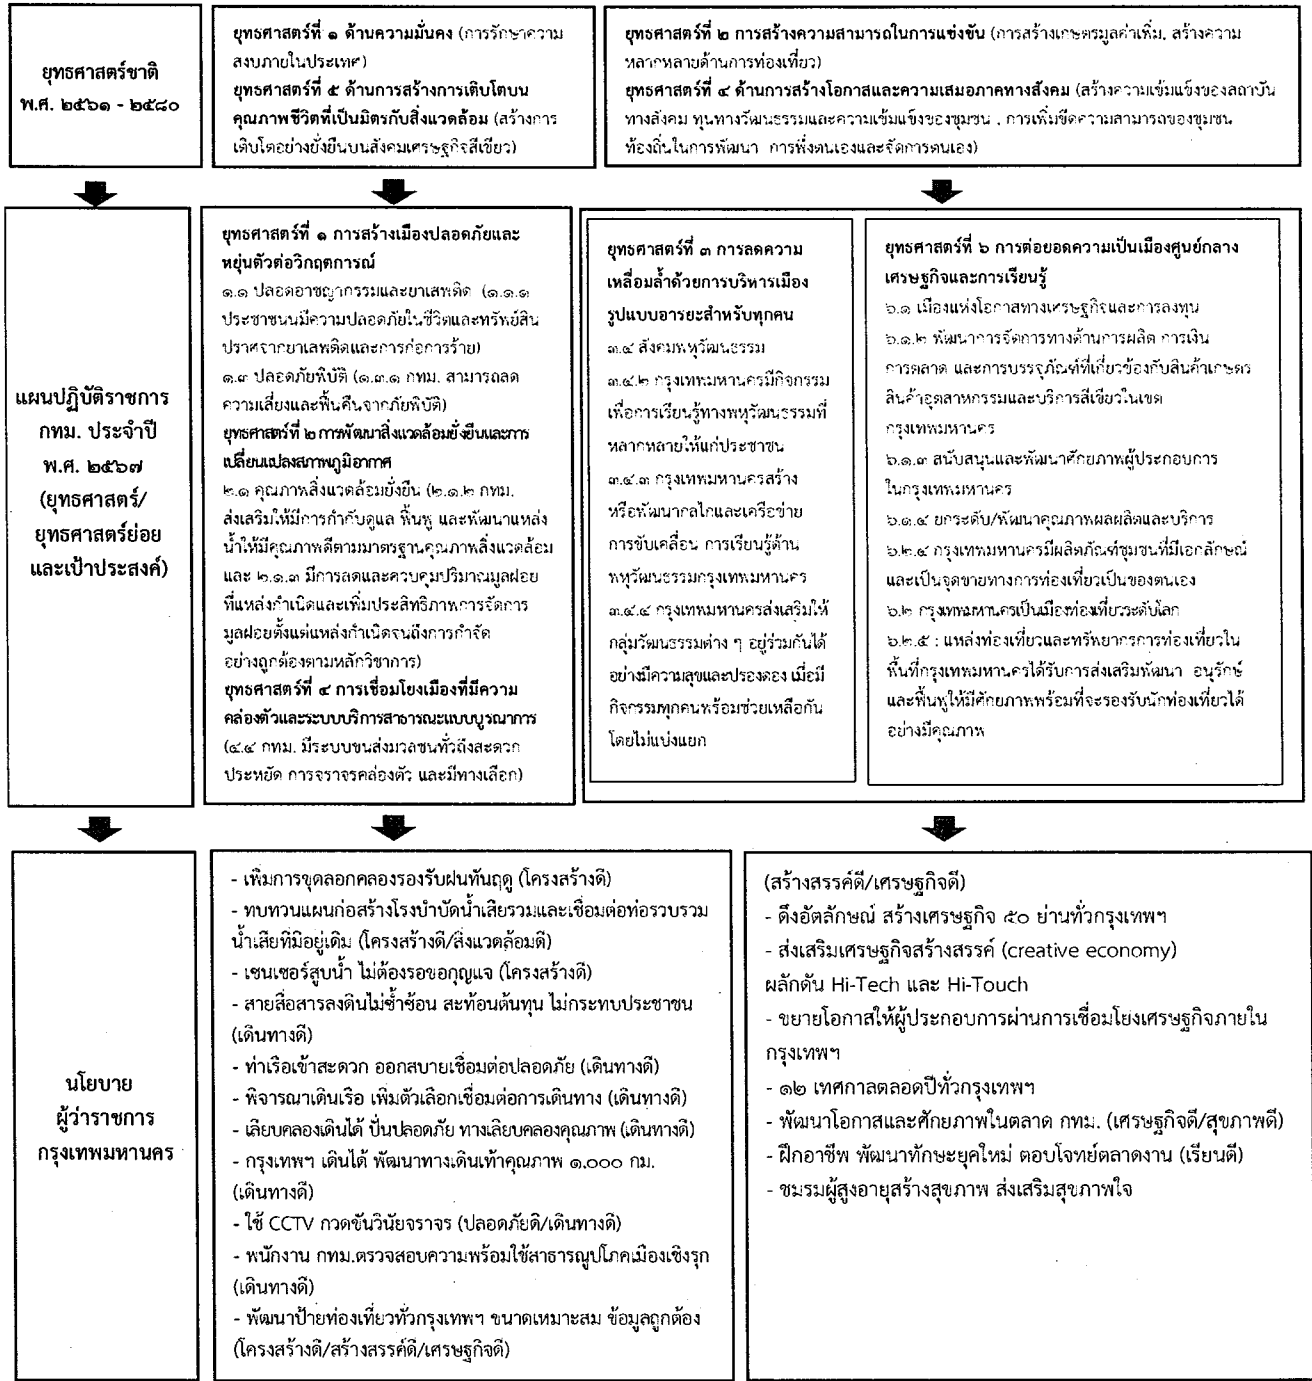 ยุทธศาสตร์ชาติ
พ.ศ. ๒๕๖๑ - ๒๕๘๐
ยุทธศาสตร์ที่ ๑ ด้านความมั่นคง (การรักษาความ
สงบภายในประเทศ)
ยุทธศาสตร์ที่ ๕ ด้านการสร้างการเติบโตบน
คุณภาพชีวิตที่เป็นมิตรกับสิ่งแวดล้อม (สร้างการ
เติบโตอย่างยั่งยืนบนสังคมเศรษฐกิจสีเขียว)
ยุทธศาสตร์ที่ ๒ การสร้างความสามารถในการแข่งขัน (การสร้างเกษตรมูลค่าเพิ่ม, สร้างความ
หลากหลายด้านการท่องเที่ยว)
ยุทธศาสตร์ที่ ๔ ด้านการสร้างโอกาสและความเสมอภาคทางสังคม (สร้างความเข้มแข็งของสถาบัน
ทางสังคม ทุนทางวัฒนธรรมและความเข้มแข็งของชุมชน , การเพิ่มขีดความสามารถของชุมชน
ท้องถิ่นในการพัฒนา การพึ่งตนเองและจัดการตนเอง)
แผนปฏิบัติราชการ
กทม. ประจำปี
พ.ศ. ๒๕๖๗
(ยุทธศาสตร์/
ยุทธศาสตร์ย่อย
และเป้าประสงค์)
ยุทธศาสตร์ที่ ๑ การสร้างเมืองปลอดภัยและ
หยุ่นตัวต่อวิกฤตการณ์
๑.๑ ปลอดอาชญากรรมและยาเสพติด (๑.๑.๑
ประชาชนมีความปลอดภัยในชีวิตและทรัพย์สิน
ปราศจากยาเสพติดและการก่อการร้าย)
๑.๓ ปลอดภัยพิบัติ (๑.๓.๑ กทม. สามารถลด
ความเสี่ยงและฟื้นคืนจากภัยพิบัติ)
ยุทธศาสตร์ที่ ๒ การพัฒนาสิ่งแวดล้อมยั่งยืนและการ
เปลี่ยนแปลงสภาพภูมิอากาศ
๒.๑ คุณภาพสิ่งแวดล้อมยั่งยืน (๒.๑.๒ กทม.
ส่งเสริมให้มีการกำกับดูแล ฟื้นฟู และพัฒนาแหล่ง
น้ำให้มีคุณภาพดีตามมาตรฐานคุณภาพสิ่งแวดล้อม
และ ๒.๑.๓ มีการลดและควบคุมปริมาณมูลฝอย
ที่แหล่งกำเนิดและเพิ่มประสิทธิภาพการจัดการ
มูลฝอยตั้งแต่แหล่งกำเนิดจนถึงการกำจัด
อย่างถูกต้องตามหลักวิชาการ)
ยุทธศาสตร์ที่ ๔ การเชื่อมโยงเมืองที่มีความ
คล่องตัวและระบบบริการสาธารณะแบบบูรณาการ
(๔.๔ กทม. มีระบบขนส่งมวลชนทั่วถึงสะดวก
ประหยัด การจราจรคล่องตัว และมีทางเลือก)
ยุทธศาสตร์ที่ ๓ การลดความ
เหลื่อมล้ำด้วยการบริหารเมือง
รูปแบบอารยะสำหรับทุกคน
๓.๔ สังคมพหุวัฒนธรรม
๓.๔.๒ กรุงเทพมหานครมีกิจกรรม
เพื่อการเรียนรู้ทางพหุวัฒนธรรมที่
หลากหลายให้แก่ประชาชน
๓.๔.๓ กรุงเทพมหานครสร้าง
หรือพัฒนากลไกและเครือข่าย
การขับเคลื่อน การเรียนรู้ด้าน
พหุวัฒนธรรมกรุงเทพมหานคร
๓.๔.๔ กรุงเทพมหานครส่งเสริมให้
กลุ่มวัฒนธรรมต่าง ๆ อยู่ร่วมกันได้
อย่างมีความสุขและปรองดอง เมื่อมี
กิจกรรมทุกคนพร้อมช่วยเหลือกัน
โดยไม่แบ่งแยก
ยุทธศาสตร์ที่ ๖ การต่อยอดความเป็นเมืองศูนย์กลาง
เศรษฐกิจและการเรียนรู้
๖.๑ เมืองแห่งโอกาสทางเศรษฐกิจและการลงทุน
๖.๑.๒ พัฒนาการจัดการทางด้านการผลิต การเงิน
การตลาด และการบรรจุภัณฑ์ที่เกี่ยวข้องกับสินค้าเกษตร
สินค้าอุตสาหกรรมและบริการสีเขียวในเขต
กรุงเทพมหานคร
๖.๑.๓ สนับสนุนและพัฒนาศักยภาพผู้ประกอบการ
ในกรุงเทพมหานคร
๖.๑.๔ ยกระดับ/พัฒนาคุณภาพผลผลิตและบริการ
๖.๒.๔ กรุงเทพมหานครมีผลิตภัณฑ์ชุมชนที่มีเอกลักษณ์
และเป็นจุดขายทางการท่องเที่ยวเป็นของตนเอง
๖.๒ กรุงเทพมหานครเป็นเมืองท่องเที่ยวระดับโลก
๖.๒.๕ : แหล่งท่องเที่ยวและทรัพยากรการท่องเที่ยวใน
พื้นที่กรุงเทพมหานครได้รับการส่งเสริมพัฒนา อนุรักษ์
และฟื้นฟูให้มีศักยภาพพร้อมที่จะรองรับนักท่องเที่ยวได้
อย่างมีคุณภาพ
นโยบาย
ผู้ว่าราชการ
กรุงเทพมหานคร
- เพิ่มการขุดลอกคลองรองรับฝนทันฤดู (โครงสร้างดี)
- ทบทวนแผนก่อสร้างโรงบำบัดน้ำเสียรวมและเชื่อมต่อท่อรวบรวม
น้ำเสียที่มีอยู่เดิม (โครงสร้างดี/สิ่งแวดล้อมดี)
- เซนเซอร์สูบน้ำ ไม่ต้องรอขอกุญแจ (โครงสร้างดี)
- สายสื่อสารลงดินไม่ซ้ำซ้อน สะท้อนต้นทุน ไม่กระทบประชาชน
(เดินทางดี)
- ท่าเรือเข้าสะดวก ออกสบายเชื่อมต่อปลอดภัย (เดินทางดี)
- พิจารณาเดินเรือ เพิ่มตัวเลือกเชื่อมต่อการเดินทาง (เดินทางดี)
- เลียบคลองเดินได้ ปั่นปลอดภัย ทางเลียบคลองคุณภาพ (เดินทางดี)
- กรุงเทพฯ เดินได้ พัฒนาทางเดินเท้าคุณภาพ ๑,๐๐๐ กม.
(เดินทางดี)
- ใช้ CCTV กวดขันวินัยจราจร (ปลอดภัยดี/เดินทางดี)
- พนักงาน กทม.ตรวจสอบความพร้อมใช้สาธารณูปโภคเมืองเชิงรุก
(เดินทางดี)
- พัฒนาป้ายท่องเที่ยวทั่วกรุงเทพฯ ขนาดเหมาะสม ข้อมูลถูกต้อง
(โครงสร้างดี/สร้างสรรค์ดี/เศรษฐกิจดี)
(สร้างสรรค์ดี/เศรษฐกิจดี)
- ดึงอัตลักษณ์ สร้างเศรษฐกิจ ๕๐ ย่านทั่วกรุงเทพฯ
- ส่งเสริมเศรษฐกิจสร้างสรรค์ (creative economy)
ผลักดัน Hi-Tech และ Hi-Touch
- ขยายโอกาสให้ผู้ประกอบการผ่านการเชื่อมโยงเศรษฐกิจภายใน
กรุงเทพฯ
- ๑๒ เทศกาลตลอดปีทั่วกรุงเทพฯ
- พัฒนาโอกาสและศักยภาพในตลาด กทม. (เศรษฐกิจดี/สุขภาพดี)
- ฝึกอาชีพ พัฒนาทักษะยุคใหม่ ตอบโจทย์ตลาดงาน (เรียนดี)
- ชมรมผู้สูงอายุสร้างสุขภาพ ส่งเสริมสุขภาพใจ